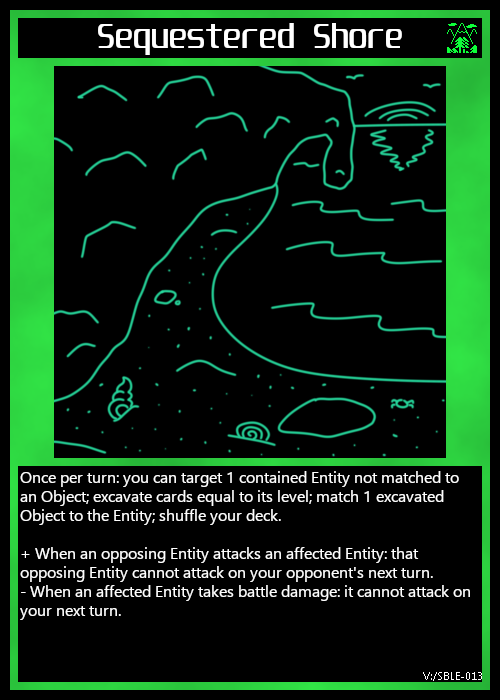 Sequestered Shore
Once per turn: you can target 1 contained Entity not matched to
an Object; excavate cards equal to its level; match 1 excavated
Object to the Entity; shuffle your deck.
+ When an opposing Entity attacks an affected Entity: that
opposing Entity cannot attack on your opponent's next turn.
- When an affected Entity takes battle damage: it cannot attack on
your next turn.
V:/SBLE-013